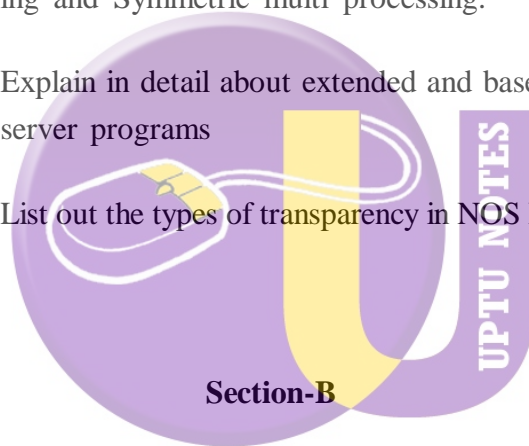 ing and Symmetric multi processing.
Explain in detail about extended and base
server programs
List out the types of transparency in NOS
Section-B
UPTU NOTES